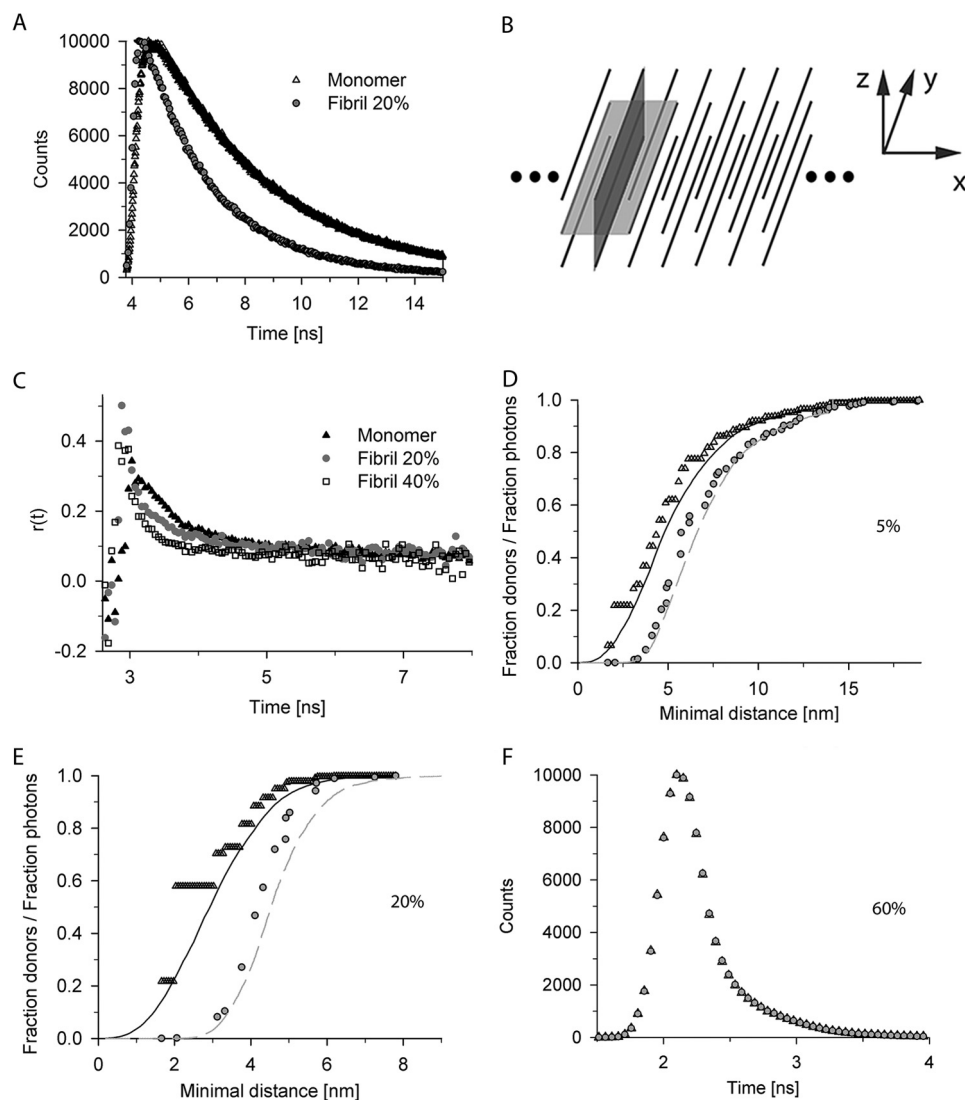 A
10000
8000
6000
4000
2000
0
Counts
4 6 8 10 12 14
Time [ns]
Monomer
Fibril 20%
B
z
y
x
C
0.4
0.2
0.0
-0.2
r(t)
3 5 7
Time [ns]
Monomer
Fibril 20%
Fibril 40%
D
1.0
0.8
0.6
0.4
0.2
0.0
Fraction donors / Fraction photons
0 5 10 15
Minimal distance [nm]
5%
E
1.0
0.8
0.6
0.4
0.2
0.0
Fraction donors / Fraction photons
0 2 4 6 8
Minimal distance [nm]
20%
F
10000
8000
6000
4000
2000
0
Counts
2 3 4
Time [ns]
60%